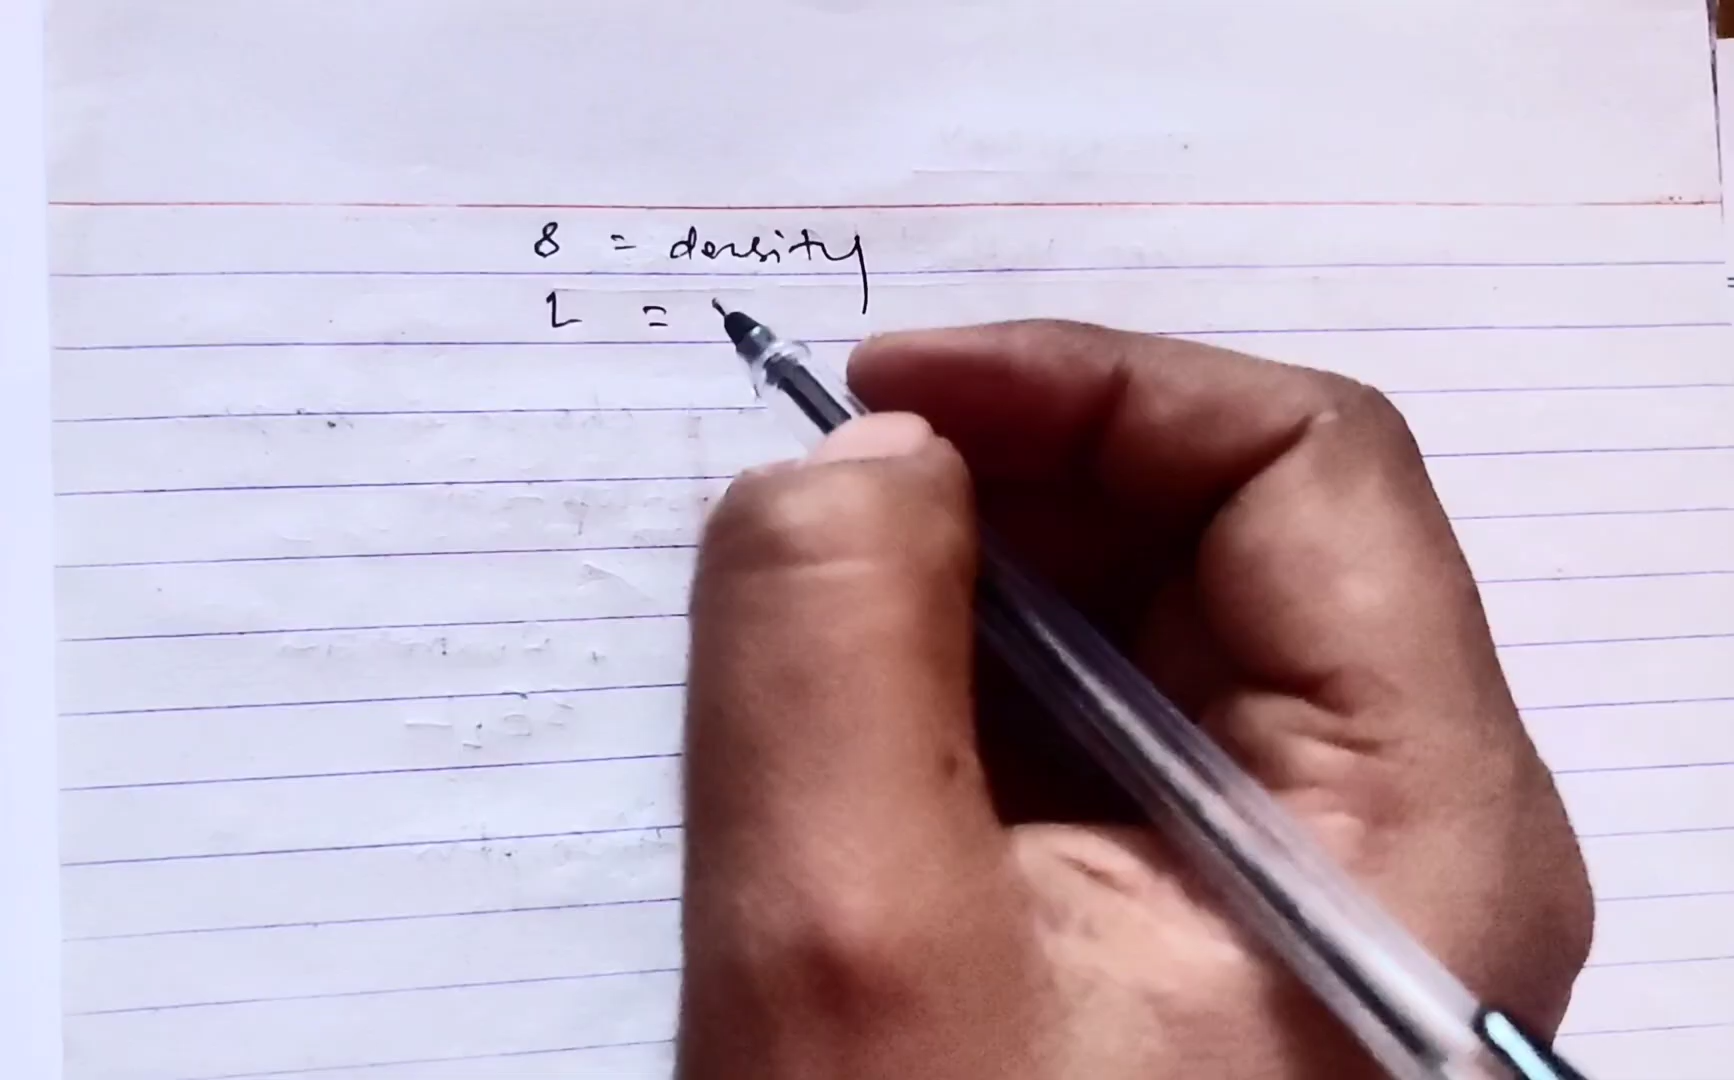 8 = density
L =